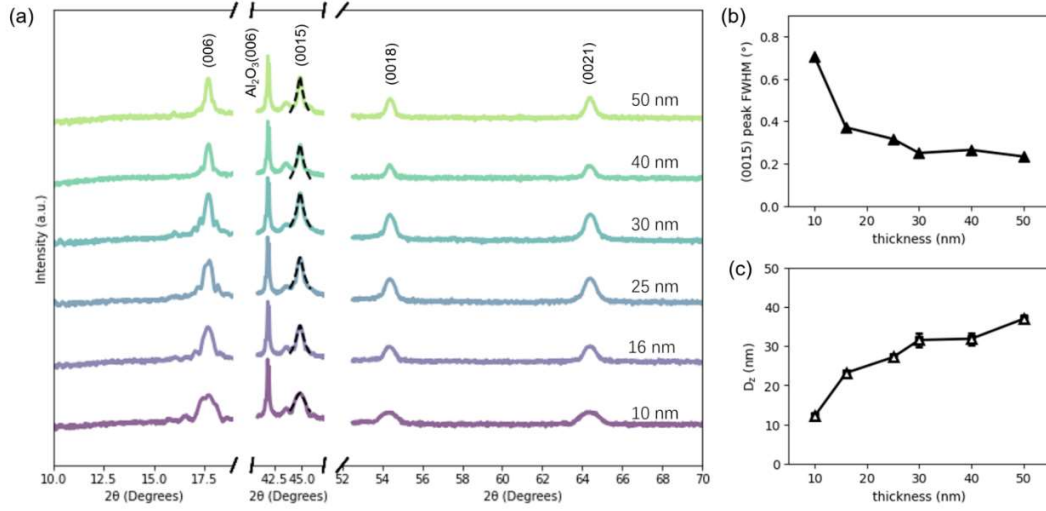 (a)
(006)
Al₂O₃(006)
(0015)
(0018)
(0021)
50 nm
40 nm
30 nm
25 nm
16 nm
10 nm
Intensity (a.u.)
10.0 12.5 15.0 17.5 42.5 45.0 52 54 56 58 60 62 64 66 68 70
2θ (Degrees) 2θ (Degrees) 2θ (Degrees)
(b)
(0015) peak FWHM (°)
0.8
0.6
0.4
0.2
0.0
10 20 30 40 50
thickness (nm)
(c)
D_z (nm)
50
40
30
20
10
0
10 20 30 40 50
thickness (nm)